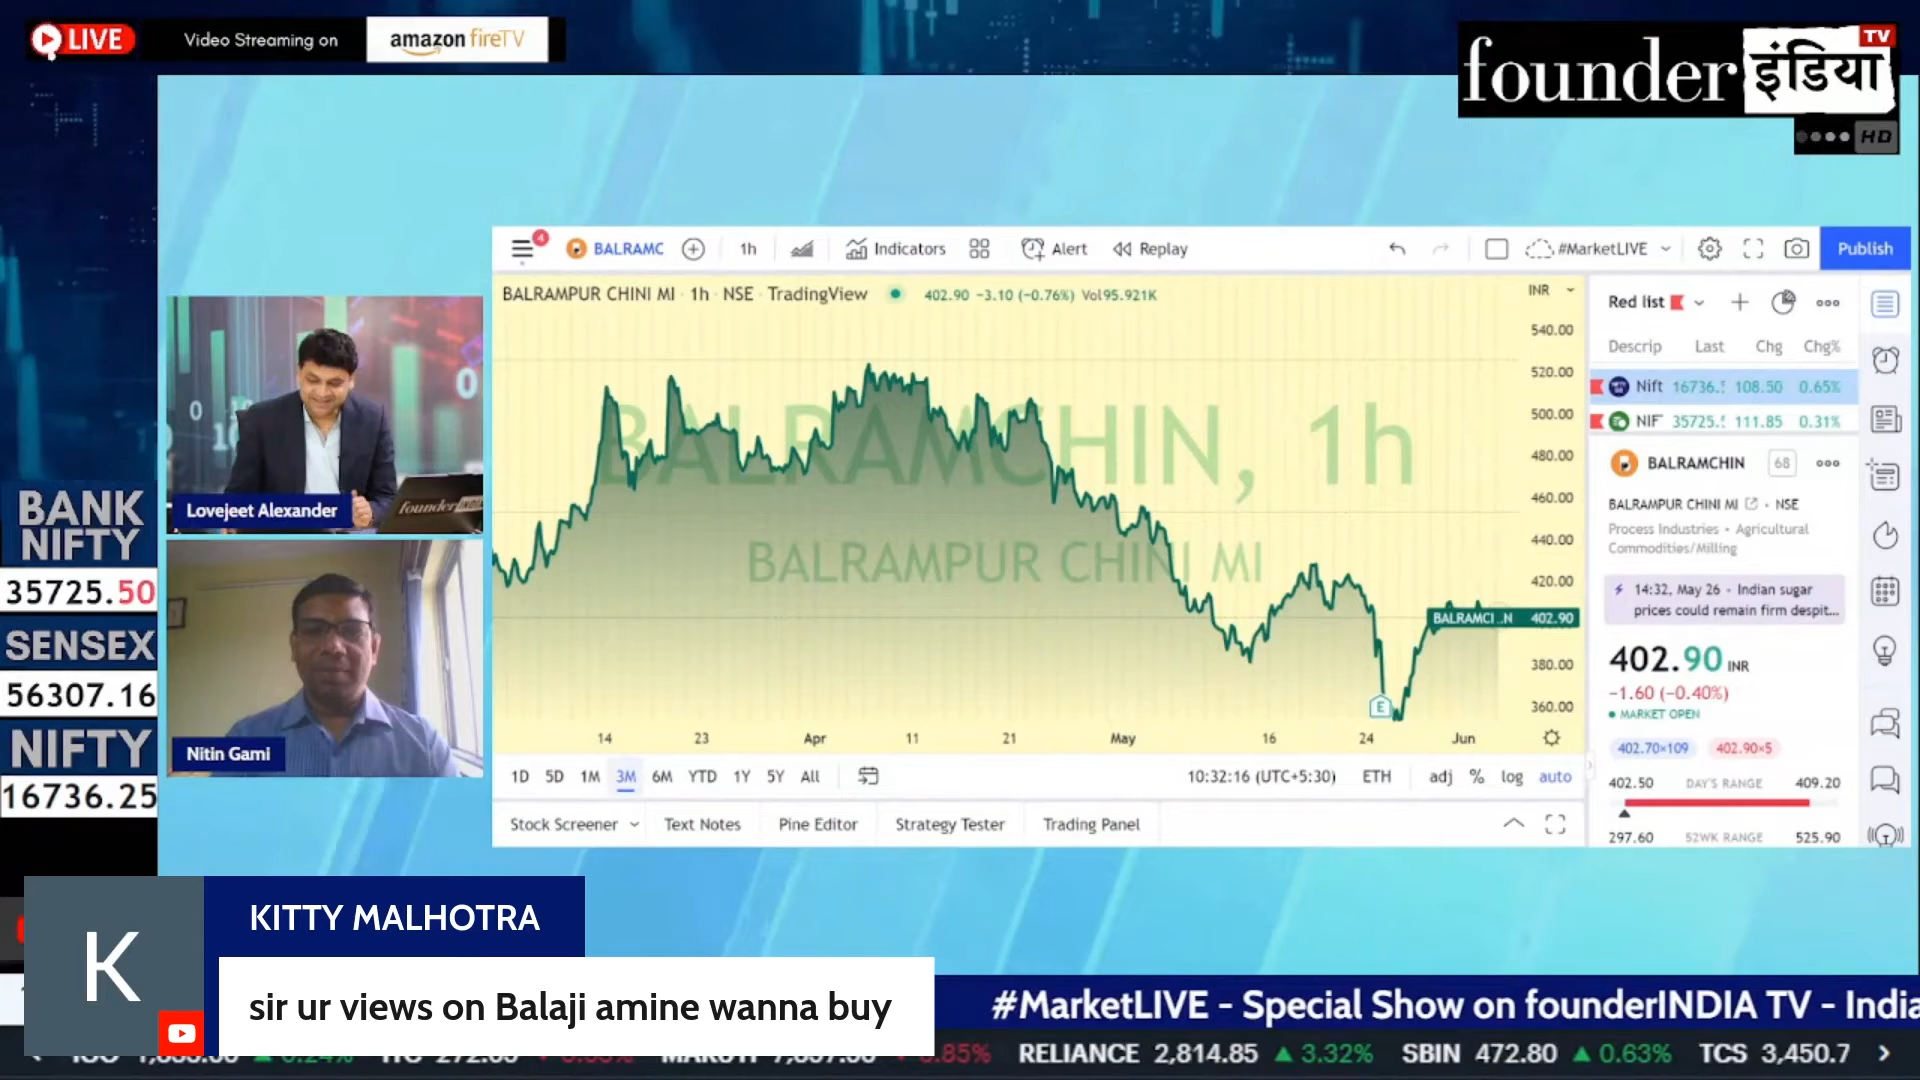 LIVE
Video Streaming on
amazon fireTV
founder इंडिया TV
HD
BANK
NIFTY
35725.50
SENSEX
56307.16
NIFTY
16736.25
Lovejeet Alexander
founder
Nitin Gami
4
BALRAMC
1h
Indicators
Alert
Replay
#MarketLIVE
Publish
BALRAMPUR CHINI MI · 1h · NSE · TradingView
402.90 −3.10 (−0.76%) Vol95.921K
INR
BALRAMCHIN, 1h
BALRAMPUR CHINI MI
540.00
520.00
500.00
480.00
460.00
440.00
420.00
BALRAMCHIN 402.90
380.00
360.00
E
14 23 Apr 11 21 May 16 24 Jun
1D 5D 1M 3M 6M YTD 1Y 5Y All
10:32:16 (UTC+5:30) ETH adj % log auto
Stock Screener Text Notes Pine Editor Strategy Tester Trading Panel
Red list
Descrip Last Chg Chg%
Nift 16736.5 108.50 0.65%
NIF 35725.5 111.85 0.31%
BALRAMCHIN 68
BALRAMPUR CHINI MI · NSE
Process Industries · Agricultural
Commodities/Milling
14:32, May 26 - Indian sugar
prices could remain firm despit...
402.90 INR
−1.60 (−0.40%)
MARKET OPEN
402.70×109 402.90×5
402.50 DAY'S RANGE 409.20
297.60 52WK RANGE 525.90
K
KITTY MALHOTRA
sir ur views on Balaji amine wanna buy
#MarketLIVE - Special Show on founderINDIA TV - India
RELIANCE 2,814.85 ▲ 3.32% SBIN 472.80 ▲ 0.63% TCS 3,450.7